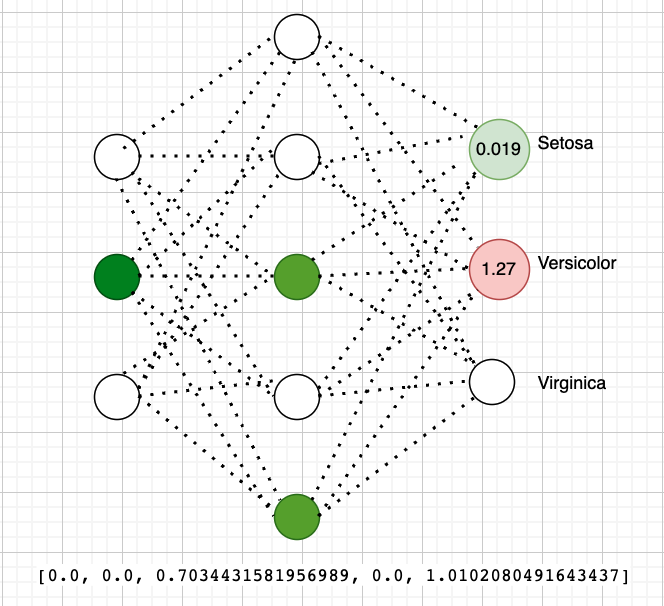 Setosa
0.019
Versicolor
1.27
Virginica
[0.0, 0.0, 0.7034431581956989, 0.0, 1.0102080491643437]